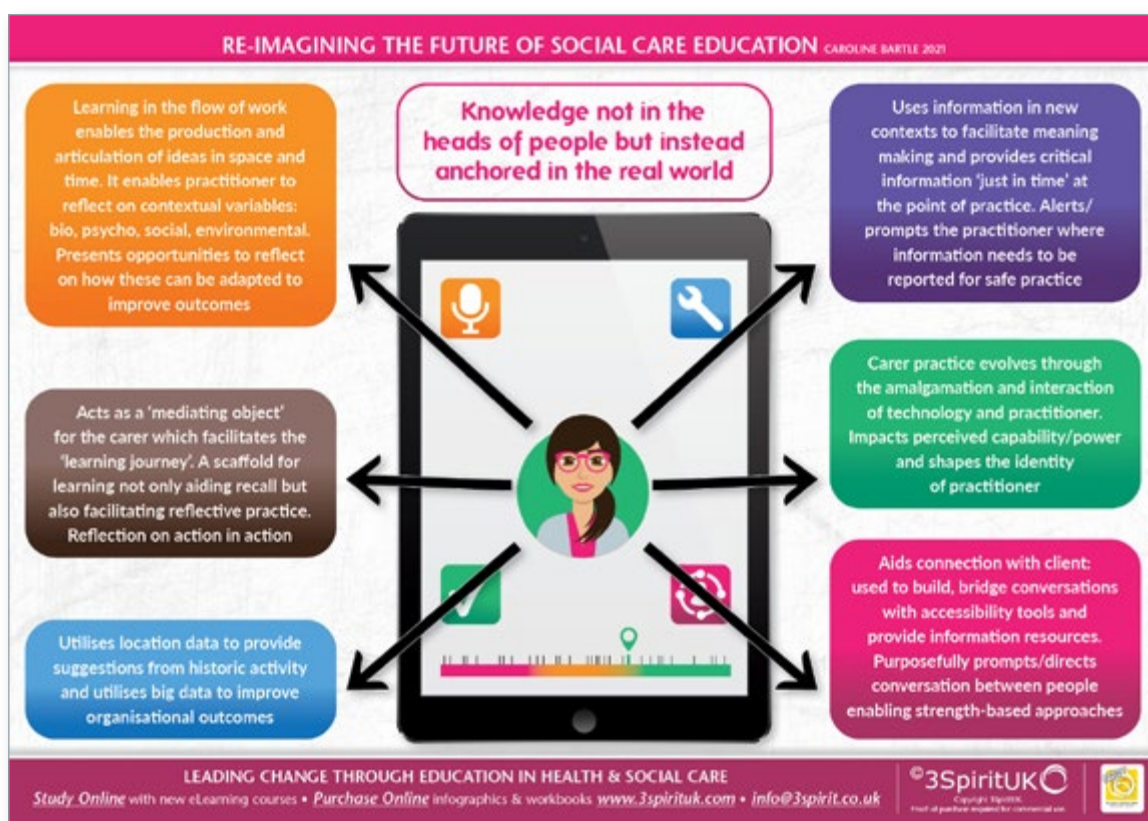 RE-IMAGINING THE FUTURE OF SOCIAL CARE EDUCATION CAROLINE BARTLE 2021
Learning in the flow of work
enables the production and
articulation of ideas in space and
time. It enables practitioner to
reflect on contextual variables:
bio, psycho, social, environmental.
Presents opportunities to reflect
on how these can be adapted to
improve outcomes
Acts as a 'mediating object'
for the carer which facilitates the
'learning journey'. A scaffold for
learning not only aiding recall but
also facilitating reflective practice.
Reflection on action in action
Utilises location data to provide
suggestions from historic activity
and utilises big data to improve
organisational outcomes
Knowledge not in the
heads of people but instead
anchored in the real world
Uses information in new
contexts to facilitate meaning
making and provides critical
information 'just in time' at
the point of practice. Alerts/
prompts the practitioner where
information needs to be
reported for safe practice
Carer practice evolves through
the amalgamation and interaction
of technology and practitioner.
Impacts perceived capability/power
and shapes the identity
of practitioner
Aids connection with client:
used to build, bridge conversations
with accessibility tools and
provide information resources.
Purposefully prompts/directs
conversation between people
enabling strength-based approaches
LEADING CHANGE THROUGH EDUCATION IN HEALTH & SOCIAL CARE
Study Online with new eLearning courses • Purchase Online infographics & workbooks www.3spirituk.com • info@3spirit.co.uk
©3SpiritUK
Copyright 3SpiritUK.
Proof of purchase required for commercial use.